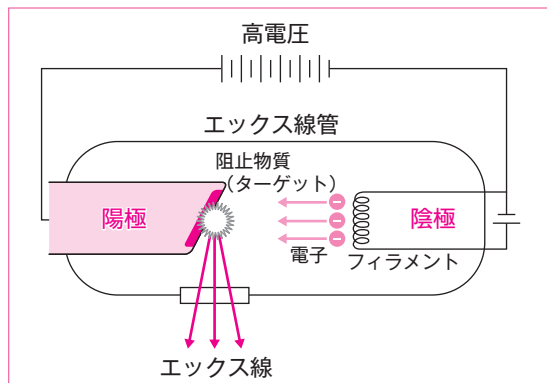 高電圧
エックス線管
阻止物質
（ターゲット）
陽極
陰極
電子
フィラメント
エックス線